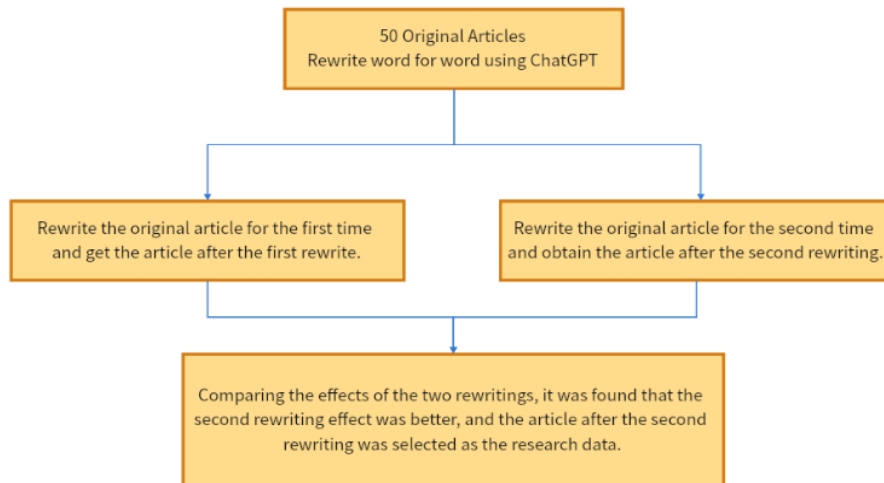 50 Original Articles
Rewrite word for word using ChatGPT
Rewrite the original article for the first time
and get the article after the first rewrite.
Rewrite the original article for the second time
and obtain the article after the second rewriting.
Comparing the effects of the two rewritings, it was found that the
second rewriting effect was better, and the article after the second
rewriting was selected as the research data.